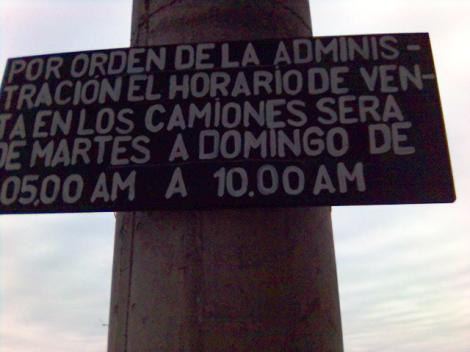 POR ORDEN DE LA ADMINIS-
TRACIÓN EL HORARIO DE VEN-
TA EN LOS CAMIONES SERA
DE MARTES A DOMINGO DE
05.00 AM A 10.00 AM